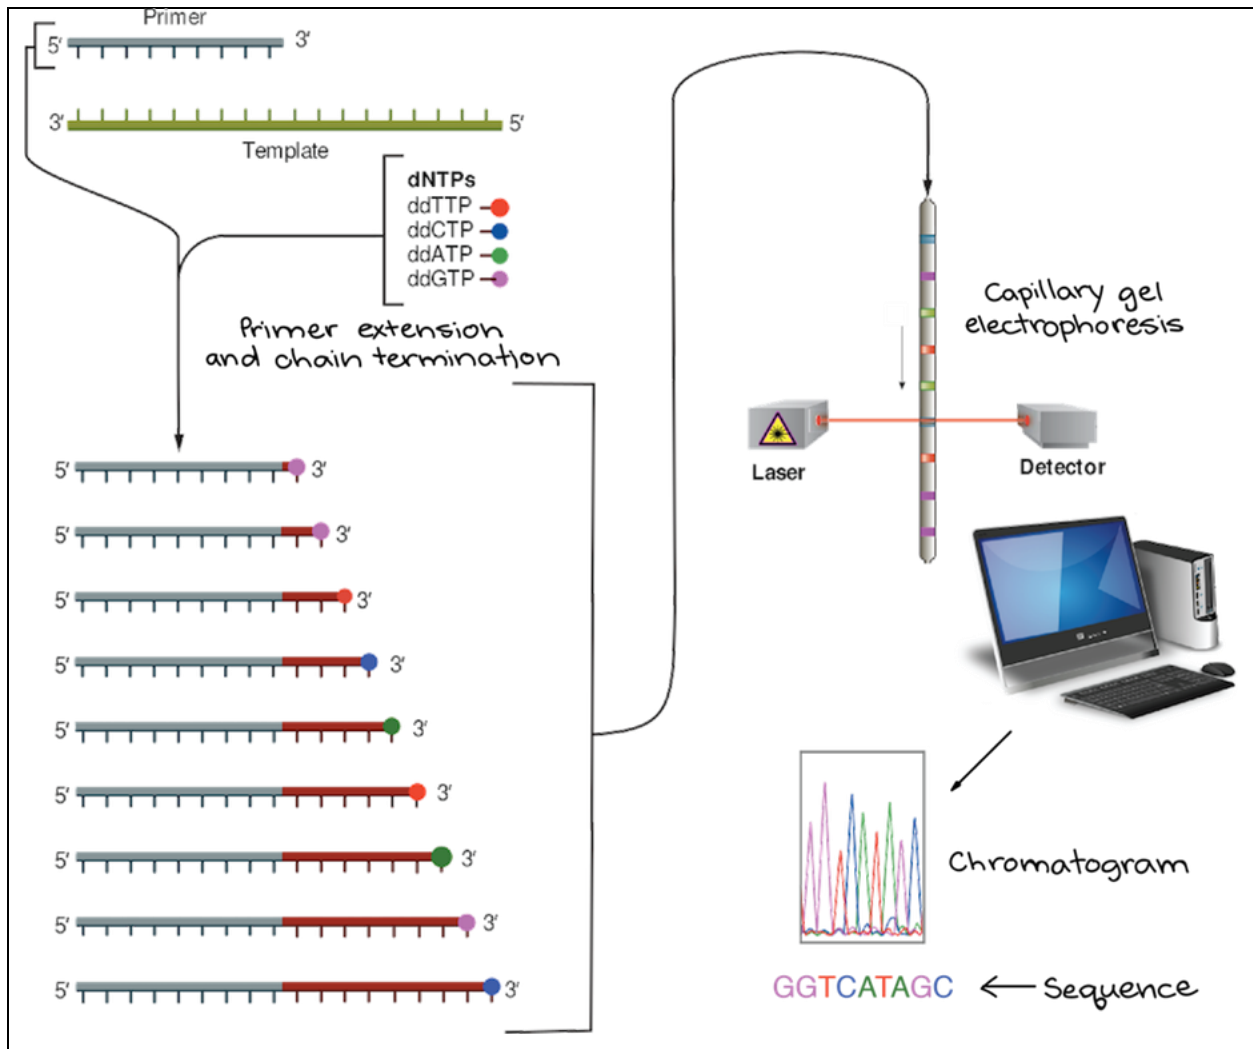 Primer
5′ 3′
3′ 5′
Template
dNTPs
ddTTP
ddCTP
ddATP
ddGTP
Primer extension
and chain termination
5′ 3′
5′ 3′
5′ 3′
5′ 3′
5′ 3′
5′ 3′
5′ 3′
5′ 3′
5′ 3′
Capillary gel
electrophoresis
Laser
Detector
Chromatogram
GGTCATAGC
Sequence